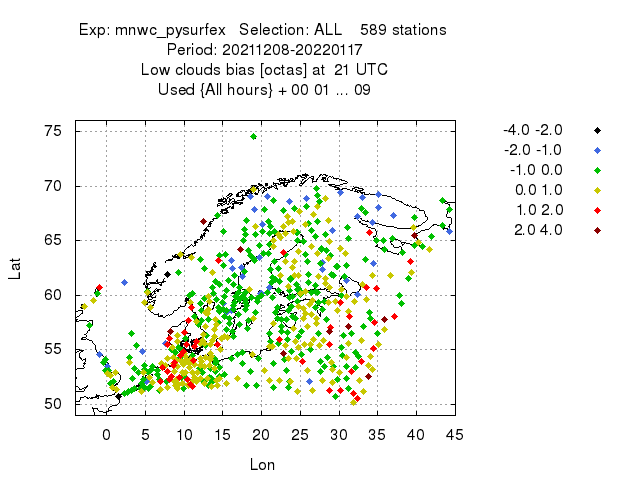 Exp: mnwc_pysurfex   Selection: ALL    589 stations
Period: 20211208-20220117
Low clouds bias [octas] at  21 UTC
Used {All hours} + 00 01 ... 09
75
70
65
60
55
50
Lat
0 5 10 15 20 25 30 35 40 45
Lon
-4.0 -2.0
-2.0 -1.0
-1.0 0.0
0.0 1.0
1.0 2.0
2.0 4.0